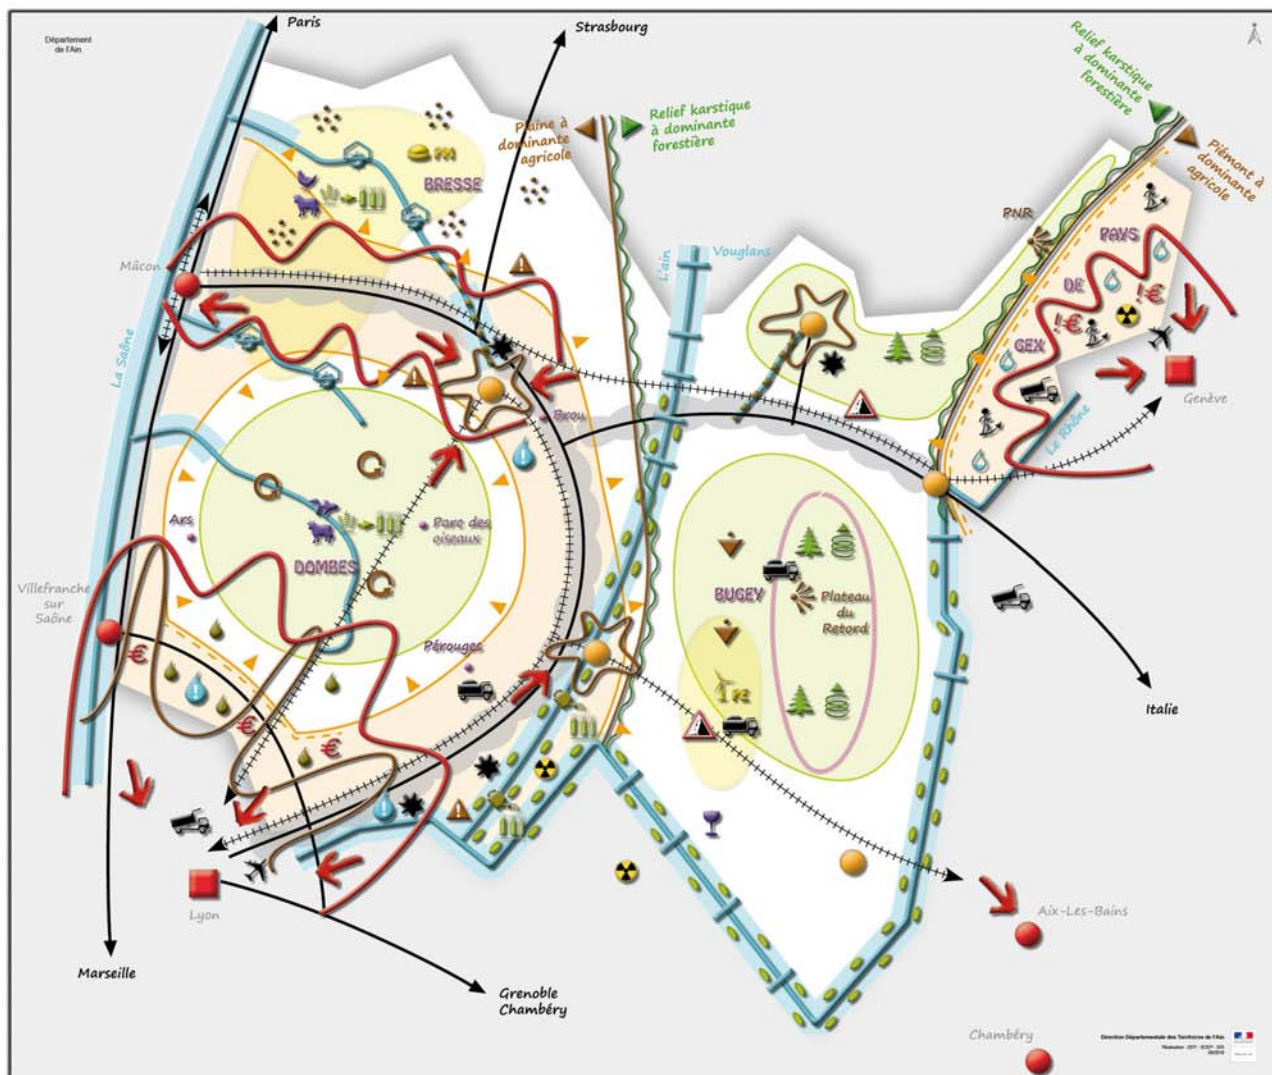 Département
de l'Ain
Paris
Strasbourg
Relief karstique
à dominante
forestière
Plaine à
dominante
agricole
Relief karstique
à dominante
forestière
Piémont à
dominante
agricole
PM
BRESSE
PNR
PAYS
DE
GEX
Mâcon
La Saône
L'ain
Vouglans
!€
!€
Genève
Le Rhône
Brou
Ars
Parc des
oiseaux
DOMBES
Villefranche
sur
Saône
BUGEY
Plateau
du
Retord
Pérouges
€
€
€
PE
Italie
Lyon
Marseille
Grenoble
Chambéry
Aix-Les-Bains
Chambéry
Direction Départementale des Territoires de l'Ain